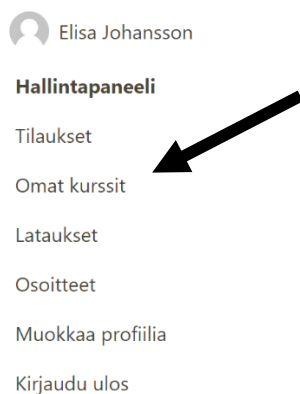 Elisa Johansson
Hallintapaneeli
Tilaukset
Omat kurssit
Lataukset
Osoitteet
Muokkaa profiilia
Kirjaudu ulos